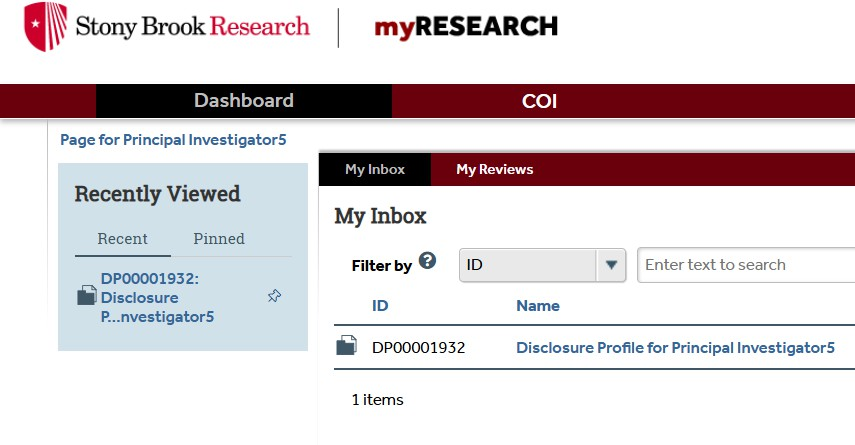 Stony Brook Research
myRESEARCH
Dashboard
COI
Page for Principal Investigator5
Recently Viewed
Recent
Pinned
DP00001932:
Disclosure
P...nvestigator5
My Inbox
My Reviews
My Inbox
Filter by ?
ID
Enter text to search
ID
Name
DP00001932
Disclosure Profile for Principal Investigator5
1 items